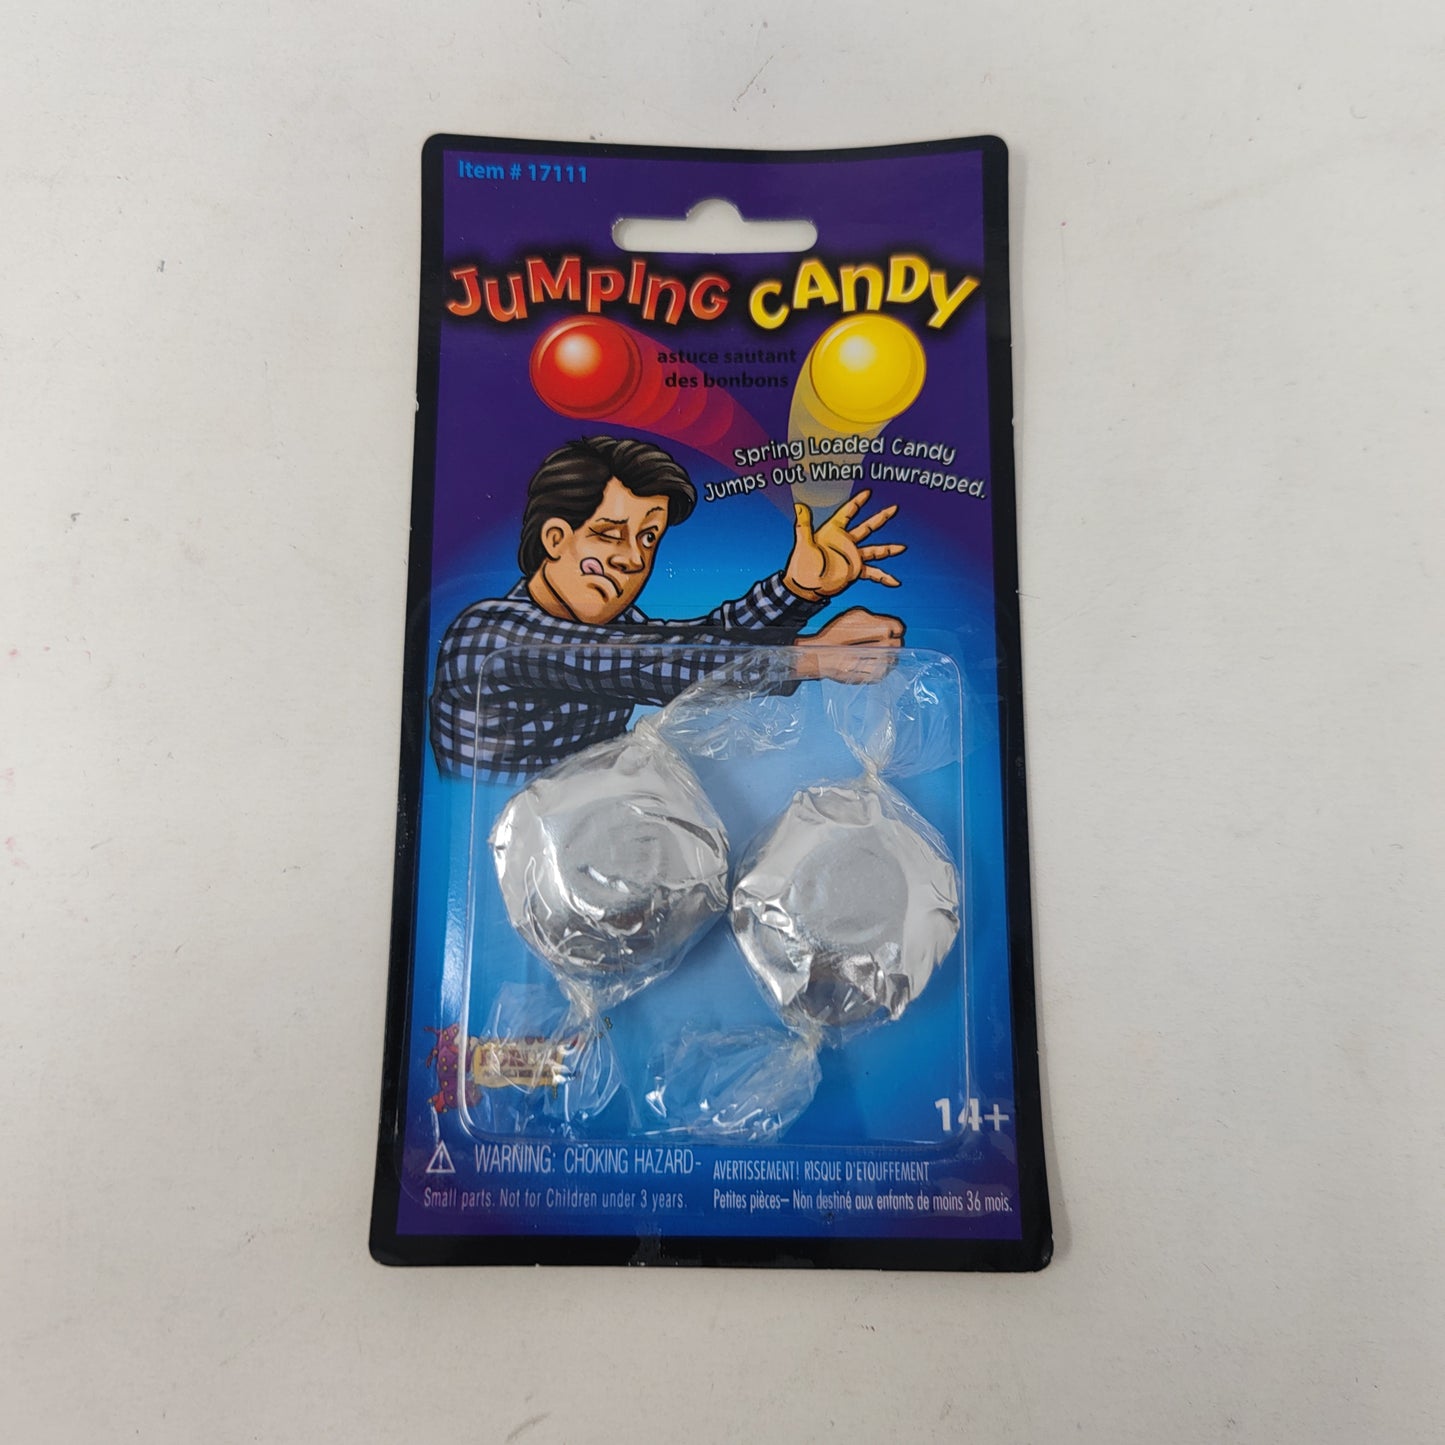 Item # 17111
JUMPING CANDY
astuce sautant
des bonbons
Spring Loaded Candy
Jumps Out When Unwrapped.
14+
WARNING: CHOKING HAZARD-
Small parts. Not for Children under 3 years.
AVERTISSEMENT! RISQUE D'ETOUFFEMENT
Petites pièces– Non destiné aux enfants de moins 36 mois.